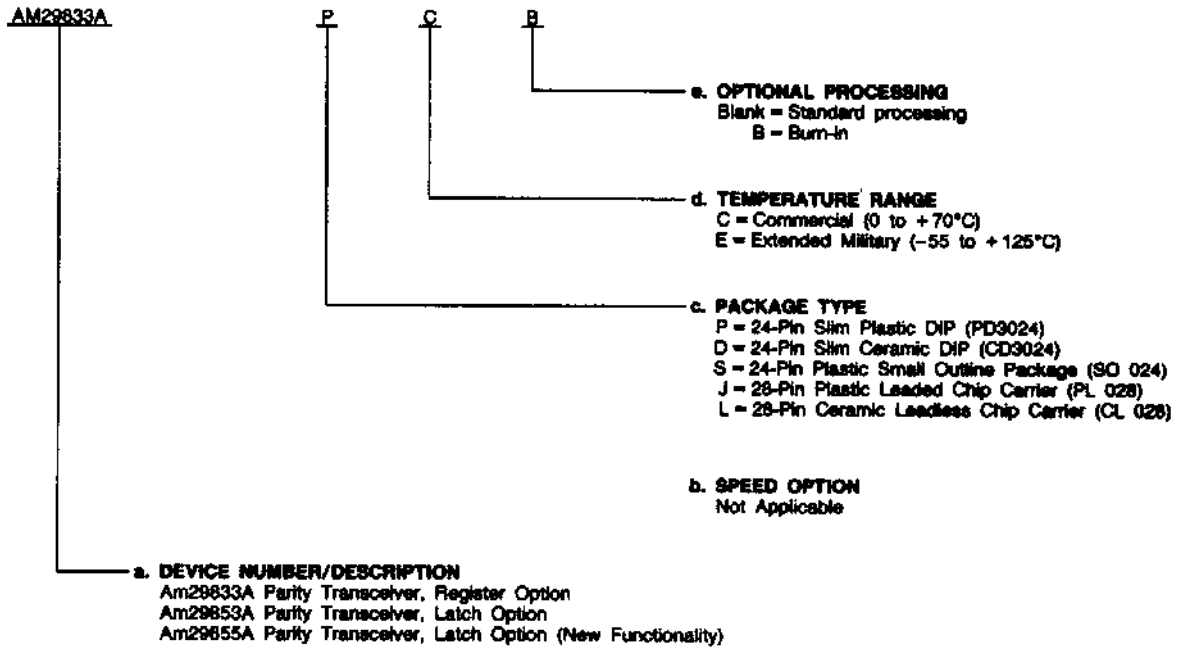 AM29833A P C B
e. OPTIONAL PROCESSING
Blank = Standard processing
B = Burn-in
d. TEMPERATURE RANGE
C = Commercial (0 to +70°C)
E = Extended Military (-55 to +125°C)
c. PACKAGE TYPE
P = 24-Pin Slim Plastic DIP (PD3024)
D = 24-Pin Slim Ceramic DIP (CD3024)
S = 24-Pin Plastic Small Outline Package (SO 024)
J = 28-Pin Plastic Leaded Chip Carrier (PL 028)
L = 28-Pin Ceramic Leadless Chip Carrier (CL 028)
b. SPEED OPTION
Not Applicable
a. DEVICE NUMBER/DESCRIPTION
Am29833A Parity Transceiver, Register Option
Am29853A Parity Transceiver, Latch Option
Am29855A Parity Transceiver, Latch Option (New Functionality)